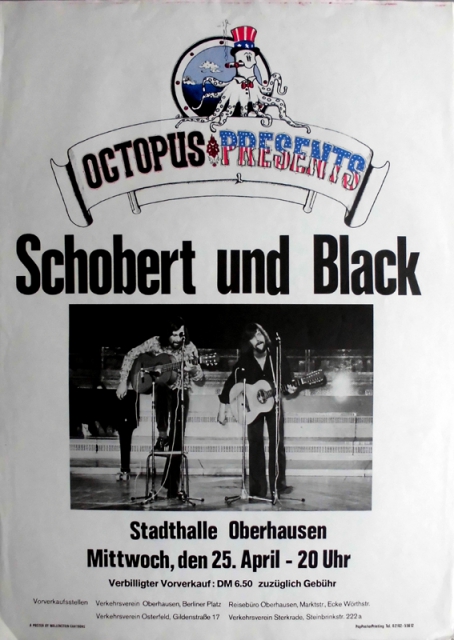 OCTOPUS PRESENTS
Schobert und Black
Stadthalle Oberhausen
Mittwoch, den 25. April - 20 Uhr
Verbilligter Vorverkauf: DM 6.50 zuzüglich Gebühr
Vorverkaufsstellen Verkehrsverein Oberhausen, Berliner Platz Reisebüro Oberhausen, Marktstr., Ecke Wörthstr.
Verkehrsverein Osterfeld, Gildenstraße 17 Verkehrsverein Sterkrade, Steinbrinkstr. 222a